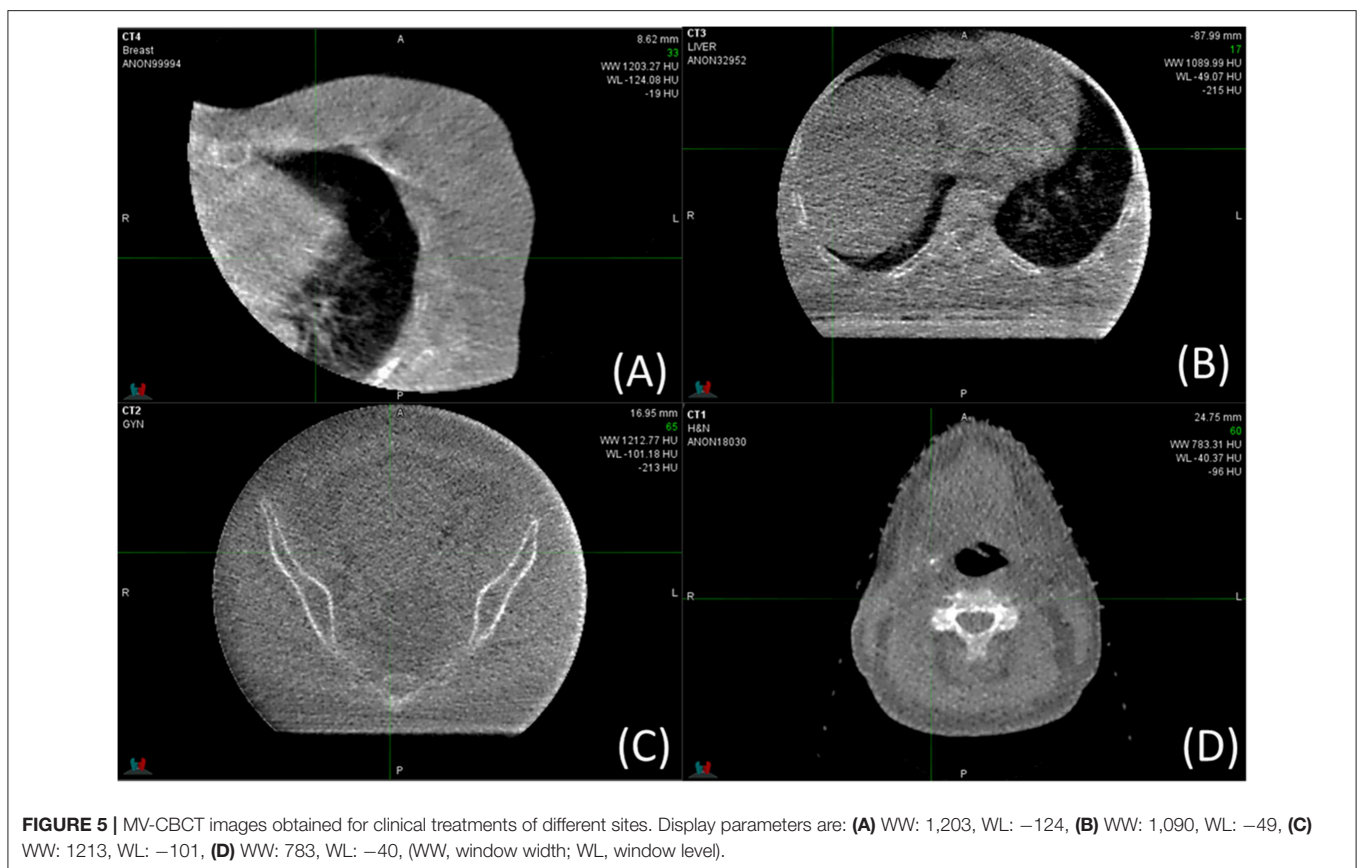 CT4
Breast
ANON99994
A
8.62 mm
33
WW 1203.27 HU
WL -124.08 HU
-19 HU
R
L
P
(A)
CT3
LIVER
ANON32952
A
-87.99 mm
17
WW 1089.99 HU
WL -49.07 HU
-215 HU
R
L
P
(B)
CT2
GYN
A
16.95 mm
65
WW 1212.77 HU
WL -101.18 HU
-213 HU
R
L
P
(C)
CT1
H&N
ANON18030
A
24.75 mm
60
WW 783.31 HU
WL -40.37 HU
-96 HU
R
L
P
(D)
FIGURE 5 | MV-CBCT images obtained for clinical treatments of different sites. Display parameters are: (A) WW: 1,203, WL: −124, (B) WW: 1,090, WL: −49, (C)
WW: 1213, WL: −101, (D) WW: 783, WL: −40, (WW, window width; WL, window level).